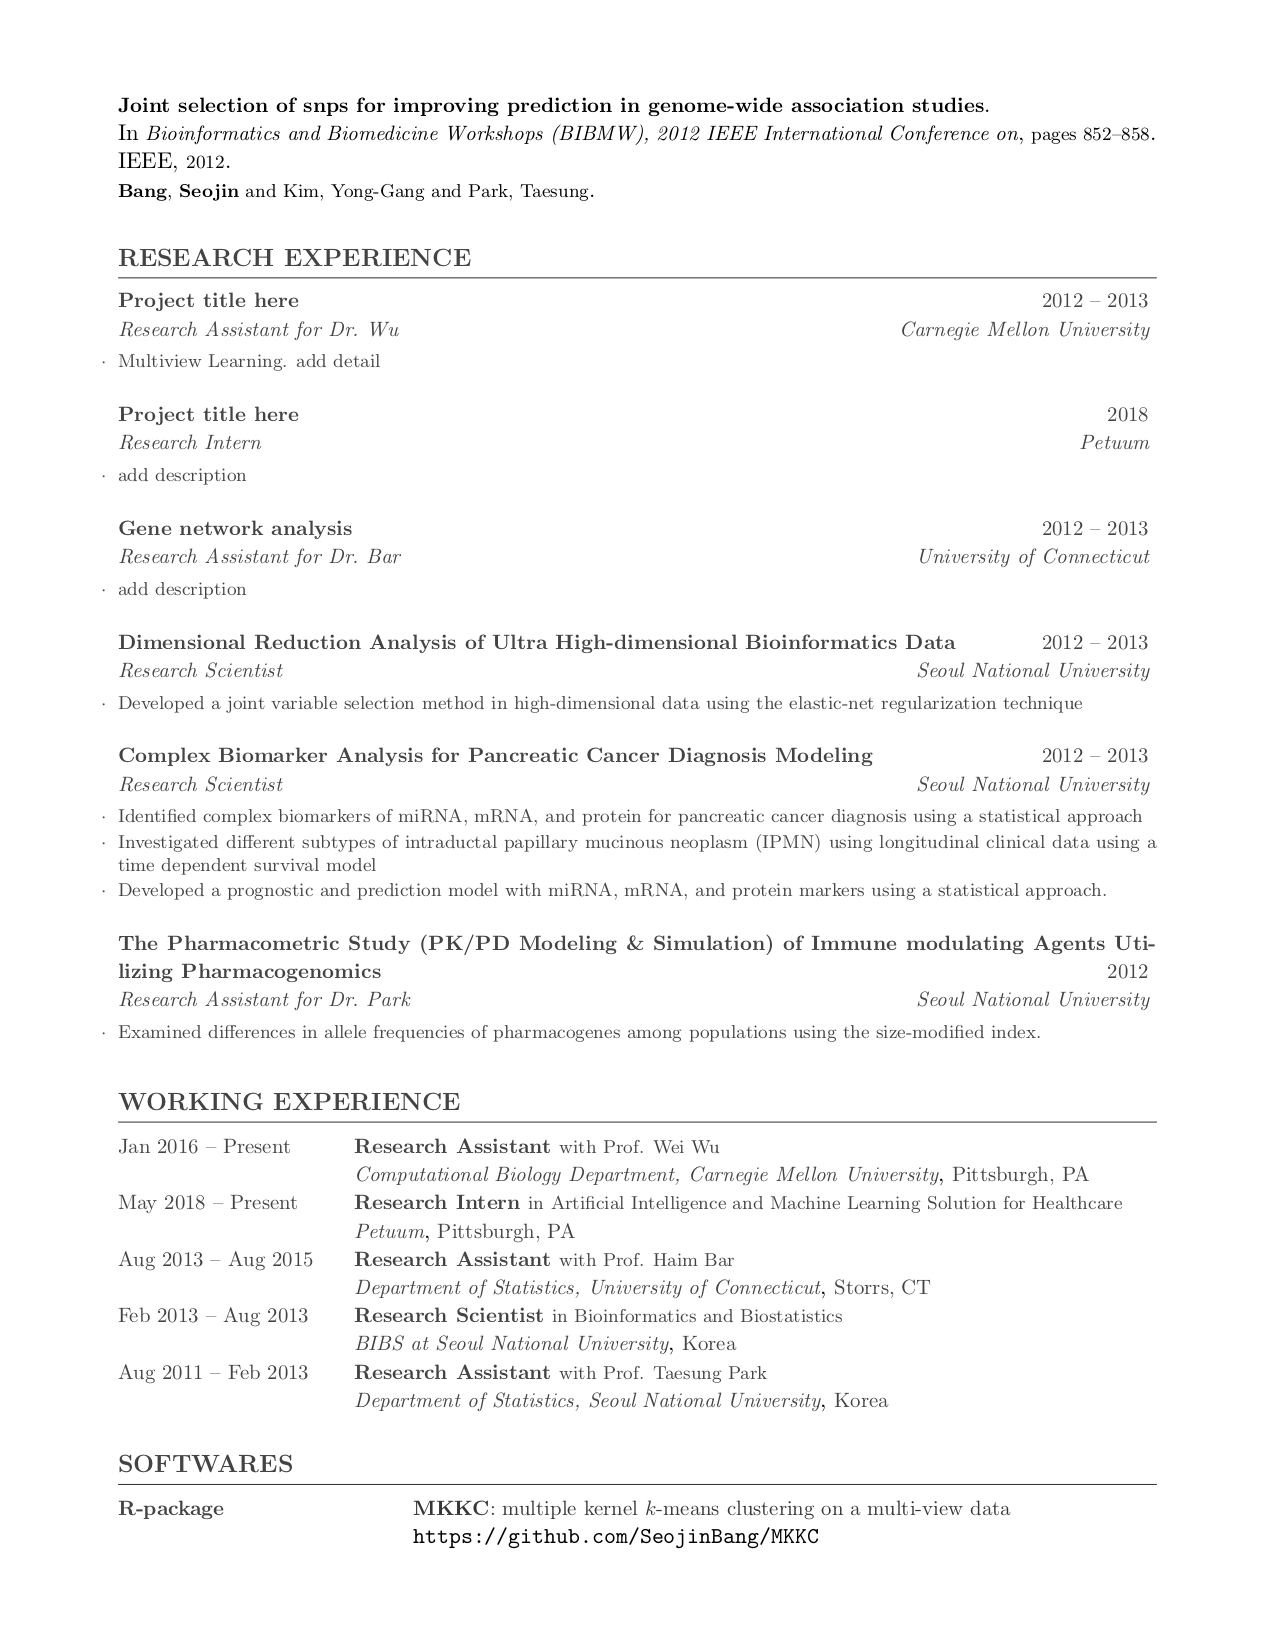 Joint selection of snps for improving prediction in genome-wide association studies.
In Bioinformatics and Biomedicine Workshops (BIBMW), 2012 IEEE International Conference on, pages 852–858.
IEEE, 2012.
Bang, Seojin and Kim, Yong-Gang and Park, Taesung.
RESEARCH EXPERIENCE
Project title here 2012 – 2013
Research Assistant for Dr. Wu Carnegie Mellon University
· Multiview Learning. add detail
Project title here 2018
Research Intern Petuum
· add description
Gene network analysis 2012 – 2013
Research Assistant for Dr. Bar University of Connecticut
· add description
Dimensional Reduction Analysis of Ultra High-dimensional Bioinformatics Data 2012 – 2013
Research Scientist Seoul National University
· Developed a joint variable selection method in high-dimensional data using the elastic-net regularization technique
Complex Biomarker Analysis for Pancreatic Cancer Diagnosis Modeling 2012 – 2013
Research Scientist Seoul National University
· Identified complex biomarkers of miRNA, mRNA, and protein for pancreatic cancer diagnosis using a statistical approach
· Investigated different subtypes of intraductal papillary mucinous neoplasm (IPMN) using longitudinal clinical data using a
time dependent survival model
· Developed a prognostic and prediction model with miRNA, mRNA, and protein markers using a statistical approach.
The Pharmacometric Study (PK/PD Modeling & Simulation) of Immune modulating Agents Uti-
lizing Pharmacogenomics 2012
Research Assistant for Dr. Park Seoul National University
· Examined differences in allele frequencies of pharmacogenes among populations using the size-modified index.
WORKING EXPERIENCE
Jan 2016 – Present Research Assistant with Prof. Wei Wu
Computational Biology Department, Carnegie Mellon University, Pittsburgh, PA
May 2018 – Present Research Intern in Artificial Intelligence and Machine Learning Solution for Healthcare
Petuum, Pittsburgh, PA
Aug 2013 – Aug 2015 Research Assistant with Prof. Haim Bar
Department of Statistics, University of Connecticut, Storrs, CT
Feb 2013 – Aug 2013 Research Scientist in Bioinformatics and Biostatistics
BIBS at Seoul National University, Korea
Aug 2011 – Feb 2013 Research Assistant with Prof. Taesung Park
Department of Statistics, Seoul National University, Korea
SOFTWARES
R-package MKKC: multiple kernel k-means clustering on a multi-view data
https://github.com/SeojinBang/MKKC